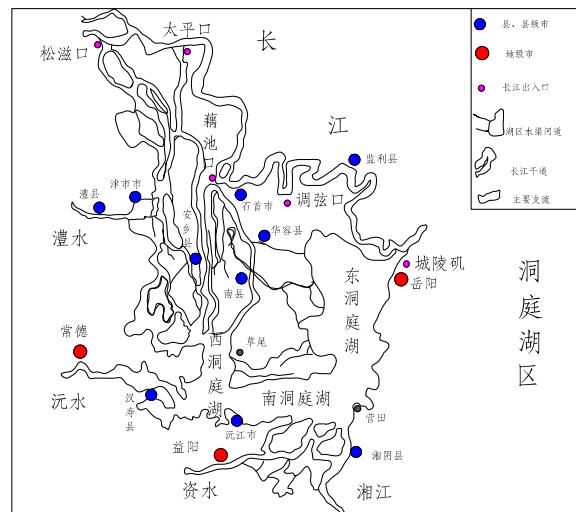 太平口
长
松滋口
藕池口
江
监利县
津市市
澧县
石首市
调弦口
安乡县
华容县
澧水
城陵矶
东洞庭湖
南县
岳阳
洞庭湖区
常德
西洞庭湖
草尾
沅水
汉寿县
南洞庭湖
营田
沅江市
益阳
湘阴县
资水
湘江
县、县级市
地级市
长江出入口
湖区水渠河道
长江干道
主要支流